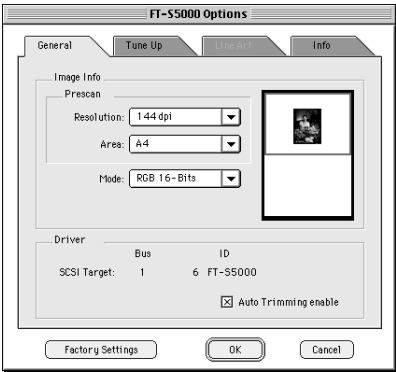 FT-S5000 Options
General Tune Up Line Art Info
Image Info
Prescan
Resolution: 144 dpi
Area: A4
Mode: RGB 16-Bits
Driver
Bus ID
SCSI Target: 1 6 FT-S5000
Auto Trimming enable
Factory Settings OK Cancel